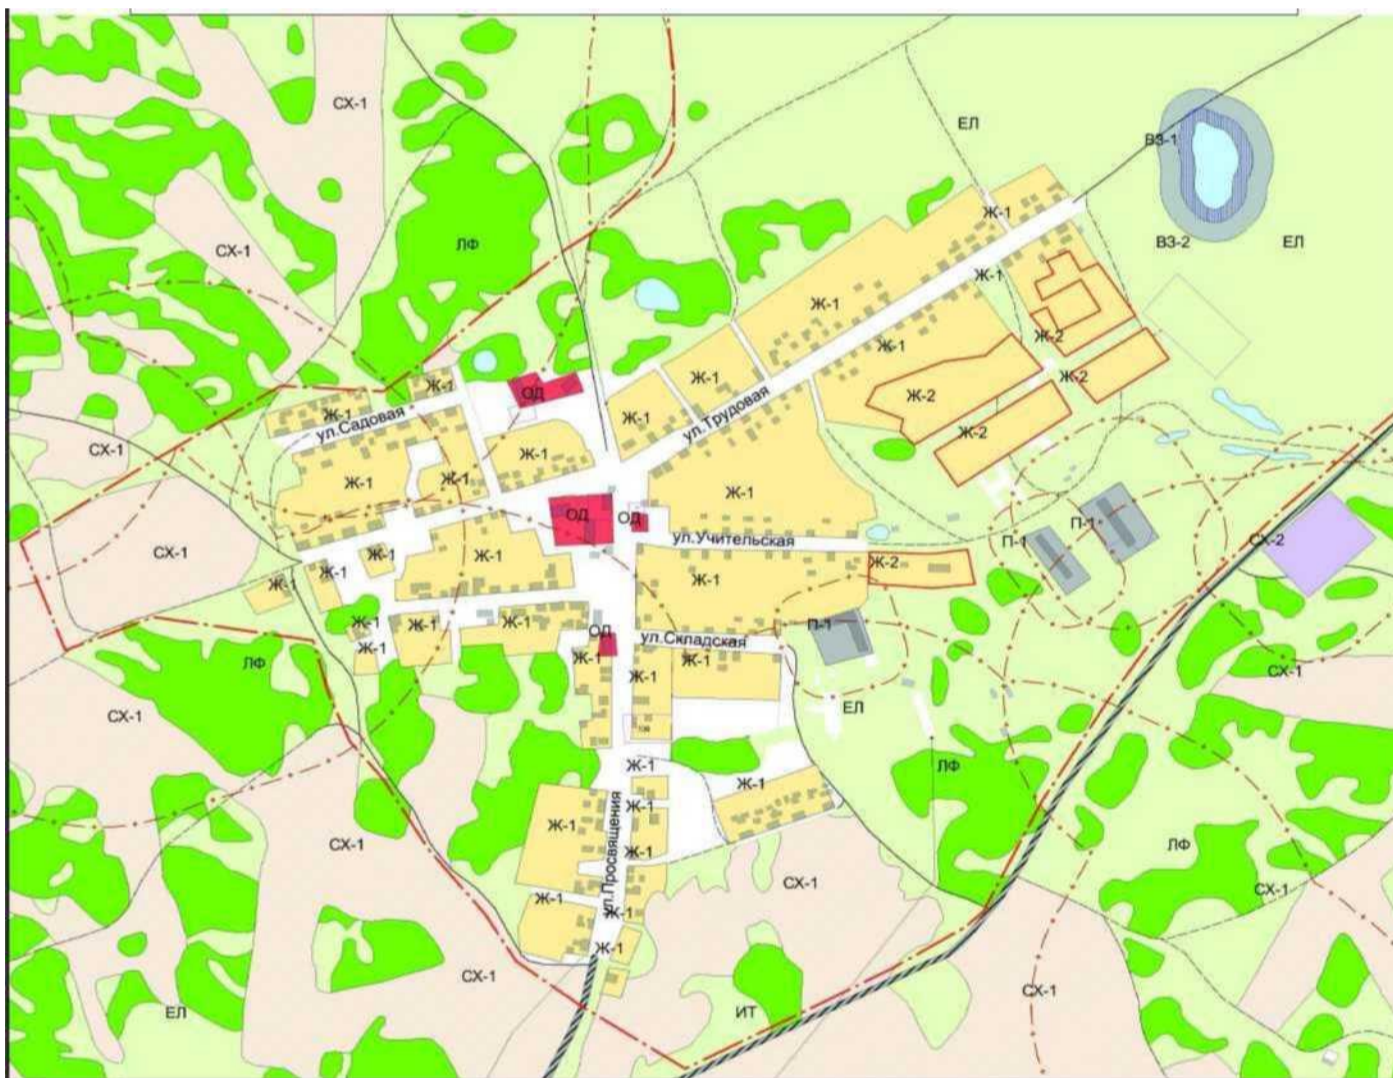 СХ-1
ЕЛ
ВЗ-1
Ж-1
СХ-1
ЛФ
ВЗ-2
ЕЛ
Ж-1
Ж-1
Ж-2
Ж-1
Ж-1
Ж-2
Ж-1
ОД
Ж-2
Ж-1
ул.Садовая
Ж-1
ул.Трудовая
Ж-2
СХ-1
Ж-1
Ж-1
Ж-1
Ж-1
ОД
ОД
П-1
СХ-1
ул.Учительская
П-1
СХ-2
Ж-1
Ж-1
Ж-2
Ж-1
Ж-1
Ж-1
Ж-1
Ж-1
Ж-1
ОД
П-1
ул.Складская
Ж-1
ЛФ
Ж-1
Ж-1
СХ-1
Ж-1
СХ-1
ЕЛ
Ж-1
ЛФ
Ж-1
Ж-1
ул.Просвящения
Ж-1
СХ-1
Ж-1
ЛФ
СХ-1
СХ-1
Ж-1
Ж-1
Ж-1
СХ-1
СХ-1
ЕЛ
ИТ